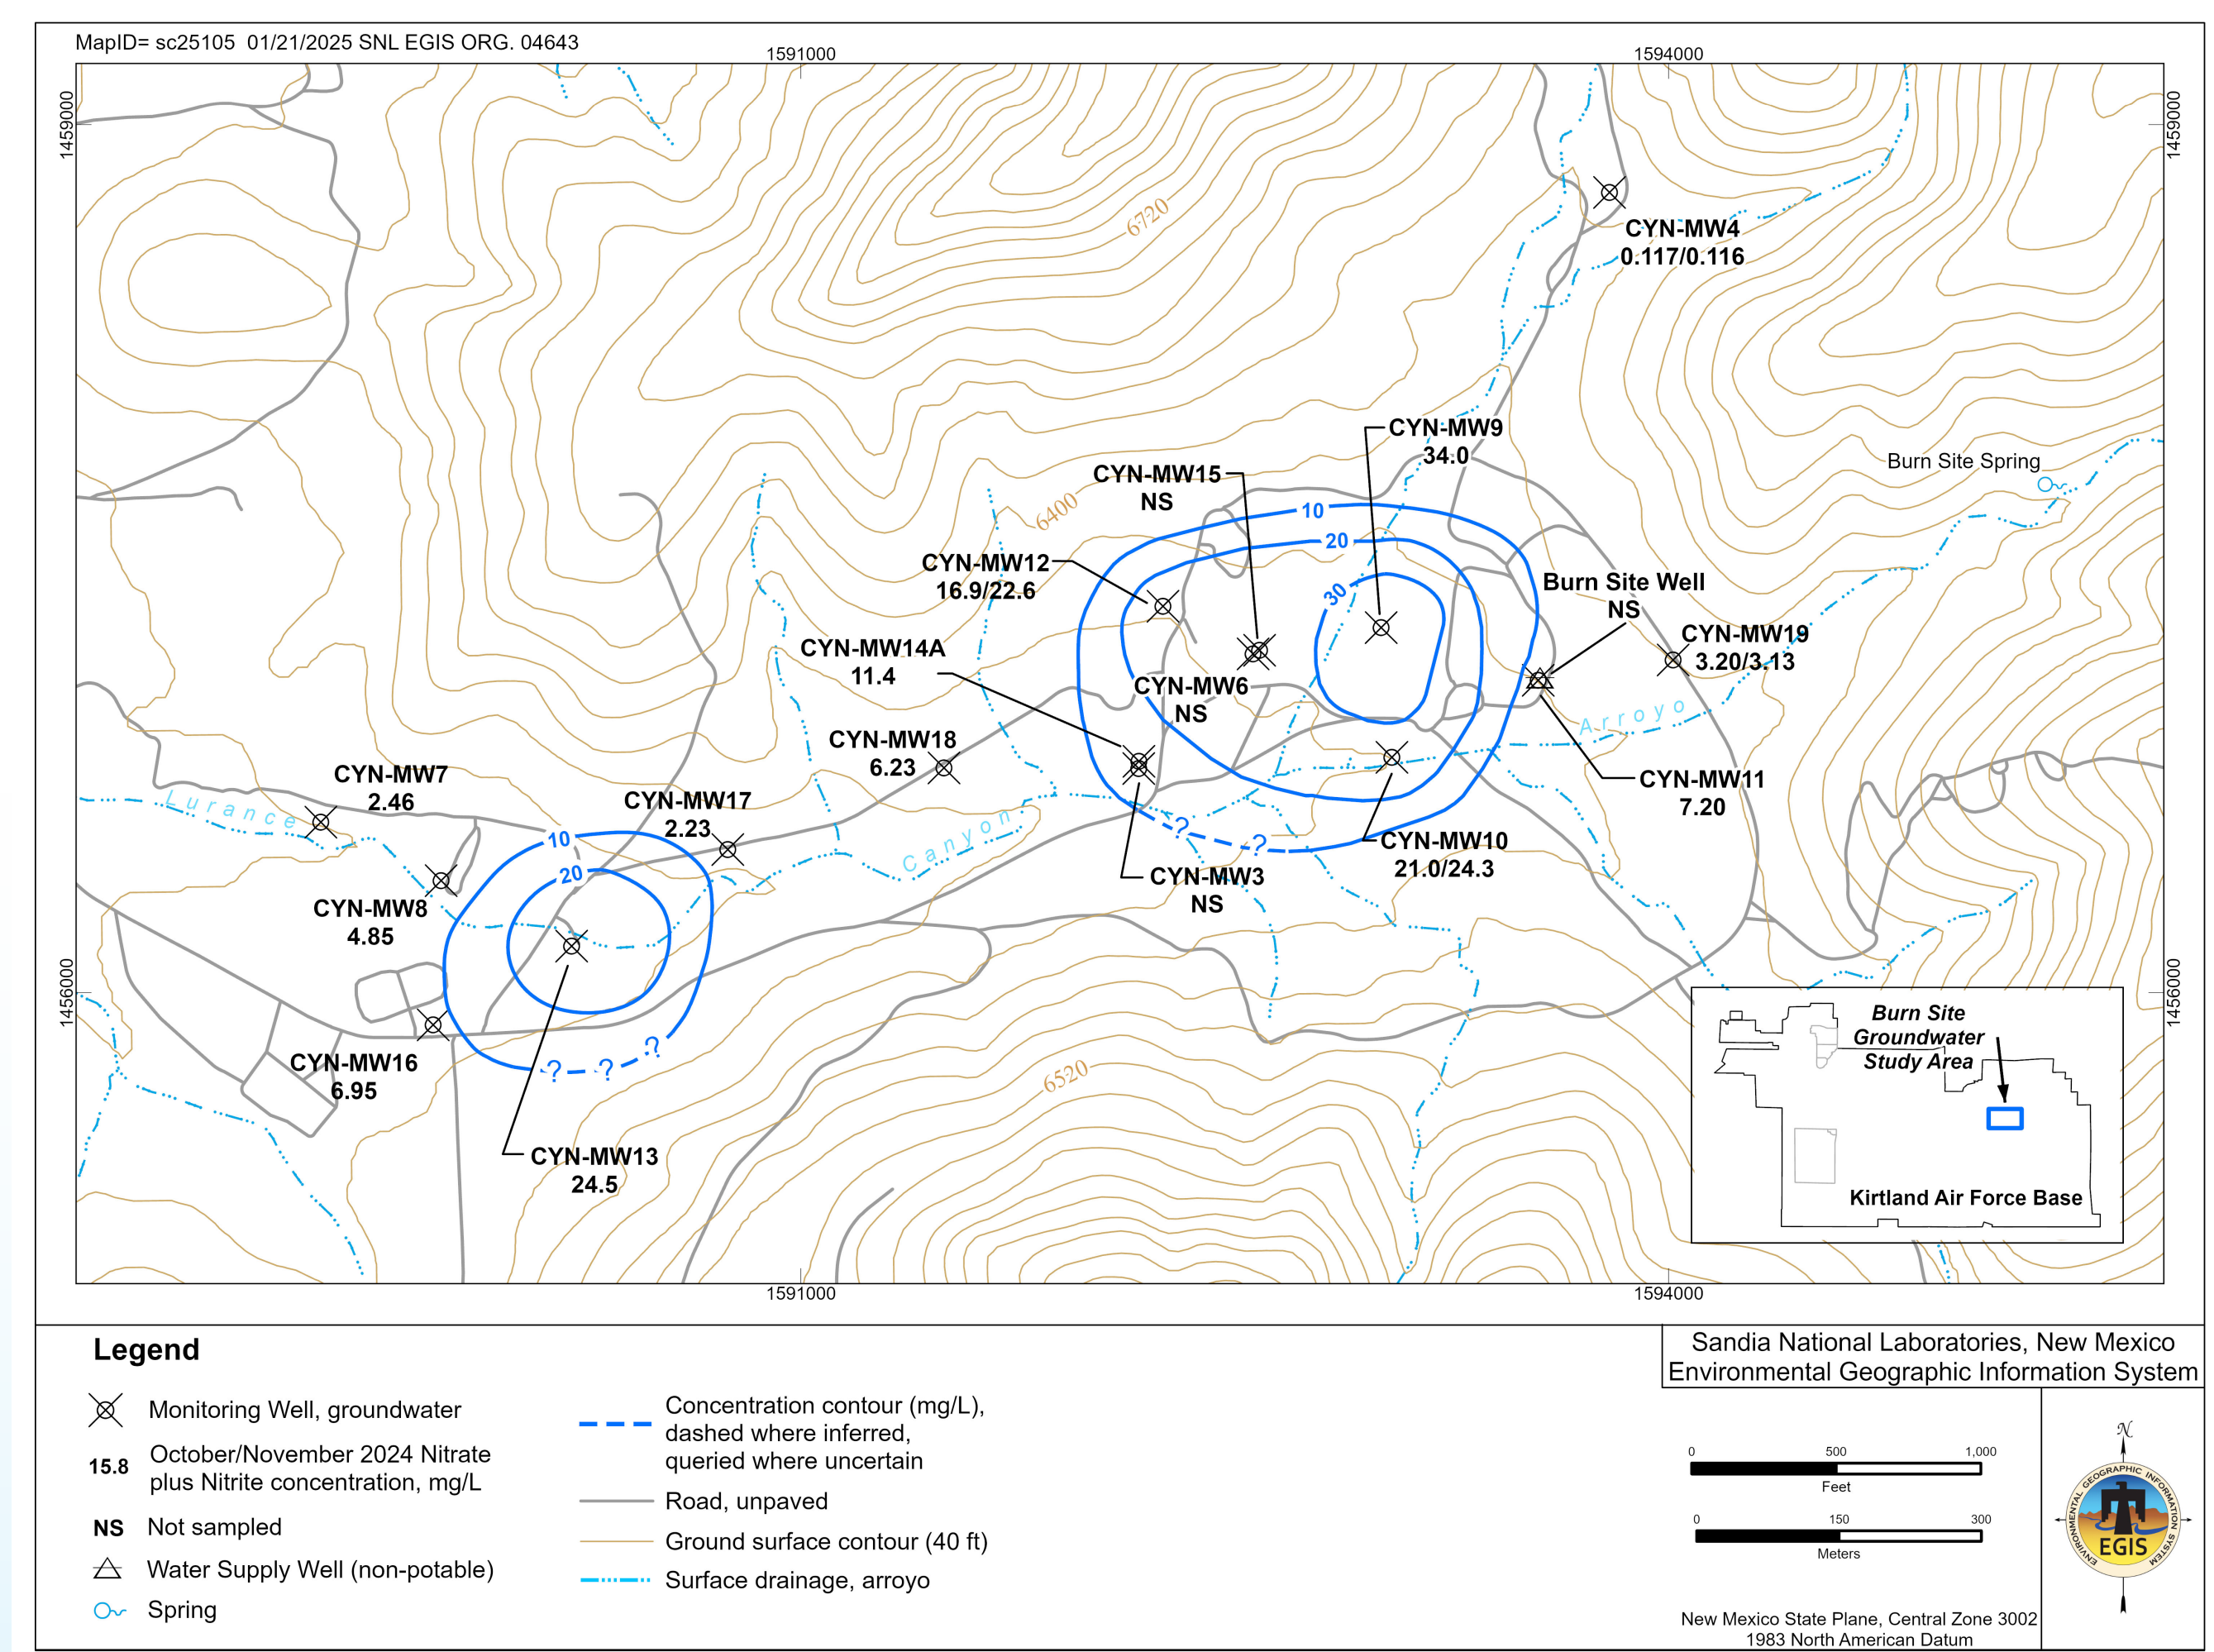 MapID= sc25105  01/21/2025 SNL EGIS ORG. 04643
1591000
1594000
1459000
1459000
6720
CYN-MW4
0.117/0.116
CYN-MW9
34.0
Burn Site Spring
CYN-MW15
NS
6400
10
20
CYN-MW12
16.9/22.6
30
Burn Site Well
NS
CYN-MW19
3.20/3.13
CYN-MW14A
11.4
CYN-MW6
NS
Arroyo
CYN-MW18
6.23
CYN-MW7
2.46
CYN-MW11
7.20
Lurance
CYN-MW17
2.23
Canyon
?
?
10
CYN-MW10
21.0/24.3
20
CYN-MW3
NS
CYN-MW8
4.85
1456000
1456000
CYN-MW16
6.95
? ? ?
6520
CYN-MW13
24.5
Burn Site
Groundwater
Study Area
Kirtland Air Force Base
1591000
1594000
Legend
Monitoring Well, groundwater
15.8
October/November 2024 Nitrate
plus Nitrite concentration, mg/L
NS
Not sampled
Water Supply Well (non-potable)
Spring
Concentration contour (mg/L),
dashed where inferred,
queried where uncertain
Road, unpaved
Ground surface contour (40 ft)
Surface drainage, arroyo
Sandia National Laboratories, New Mexico
Environmental Geographic Information System
0 500 1,000
Feet
0 150 300
Meters
N
ENVIRONMENTAL GEOGRAPHIC INFORMATION SYSTEM
EGIS
New Mexico State Plane, Central Zone 3002
1983 North American Datum